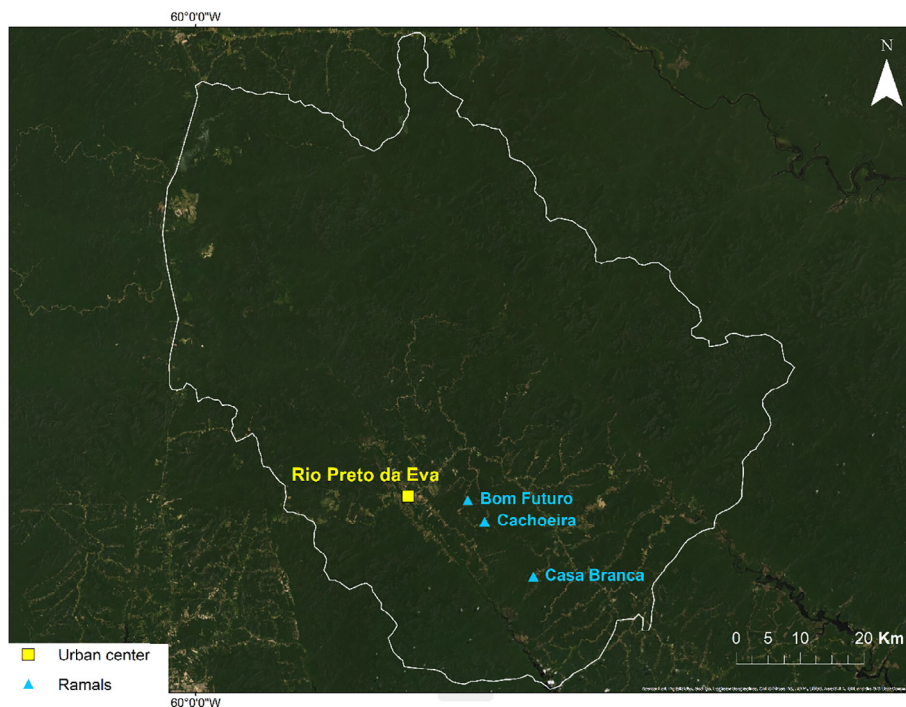 60°0'0"W
N
Rio Preto da Eva
Bom Futuro
Cachoeira
Casa Branca
0 5 10 20 Km
Urban center
Ramals
60°0'0"W